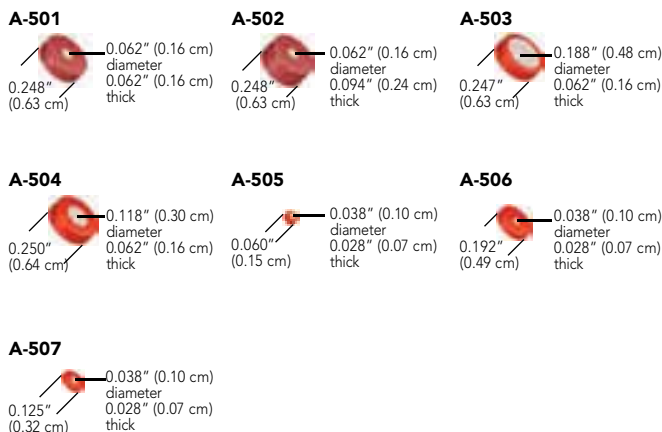 A-501
0.062” (0.16 cm)
diameter
0.062” (0.16 cm)
thick
0.248”
(0.63 cm)
A-502
0.062” (0.16 cm)
diameter
0.094” (0.24 cm)
thick
0.248”
(0.63 cm)
A-503
0.188” (0.48 cm)
diameter
0.062” (0.16 cm)
thick
0.247”
(0.63 cm)
A-504
0.118” (0.30 cm)
diameter
0.062” (0.16 cm)
thick
0.250”
(0.64 cm)
A-505
0.038” (0.10 cm)
diameter
0.028” (0.07 cm)
thick
0.060”
(0.15 cm)
A-506
0.038” (0.10 cm)
diameter
0.028” (0.07 cm)
thick
0.192”
(0.49 cm)
A-507
0.038” (0.10 cm)
diameter
0.028” (0.07 cm)
thick
0.125”
(0.32 cm)